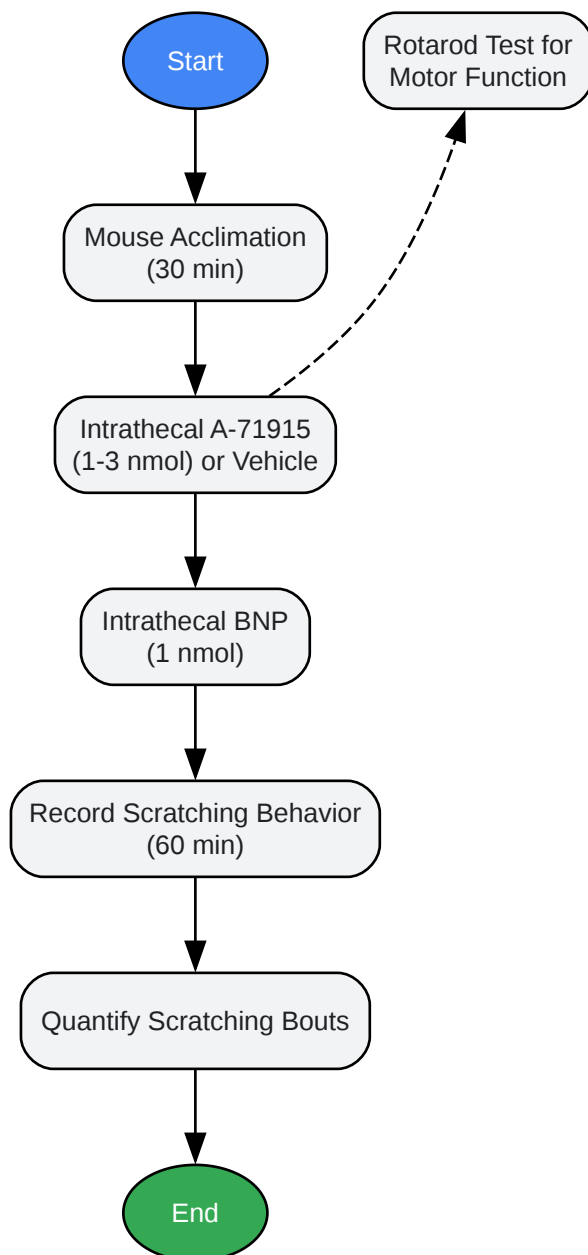 Start
Rotarod Test for
Motor Function
Mouse Acclimation
(30 min)
Intrathecal A-71915
(1-3 nmol) or Vehicle
Intrathecal BNP
(1 nmol)
Record Scratching Behavior
(60 min)
Quantify Scratching Bouts
End